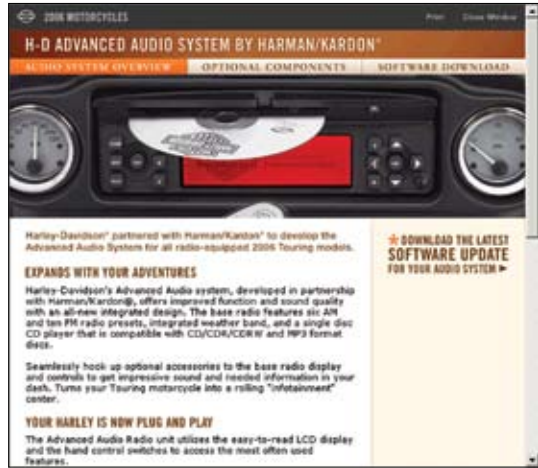 2006 MOTORCYCLES
Print Close Window
H-D ADVANCED AUDIO SYSTEM BY HARMAN/KARDON®
AUDIO SYSTEM OVERVIEW OPTIONAL COMPONENTS SOFTWARE DOWNLOAD
Harley-Davidson® partnered with Harman/Kardon® to develop the
Advanced Audio System for all radio-equipped 2006 Touring models.
* DOWNLOAD THE LATEST
SOFTWARE UPDATE
FOR YOUR AUDIO SYSTEM ►
EXPANDS WITH YOUR ADVENTURES
Harley-Davidson's Advanced Audio system, developed in partnership
with Harman/Kardon®, offers improved function and sound quality
with an all-new integrated design. The base radio features six AM
and ten FM radio presets, integrated weather band, and a single disc
CD player that is compatible with CD/CDR/CDRW and MP3 format
discs.
Seamlessly hook up optional accessories to the base radio display
and controls to get impressive sound and needed information in your
dash. Turns your Touring motorcycle into a rolling "infotainment"
center.
YOUR HARLEY IS NOW PLUG AND PLAY
The Advanced Audio Radio unit utilizes the easy-to-read LCD display
and the hand control switches to access the most often used
features.